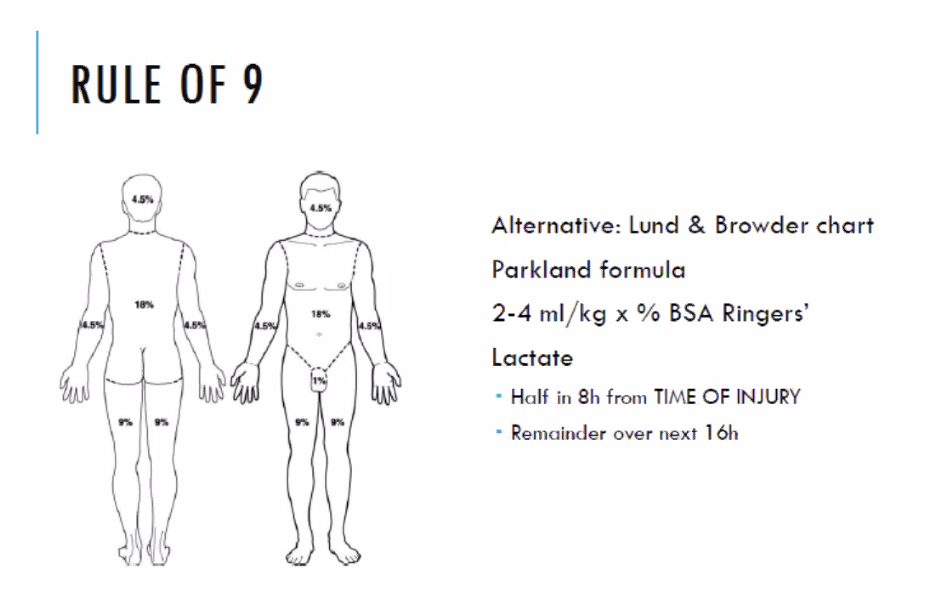 RULE OF 9
4.5%
4.5%
18%
18%
4.5%
4.5%
4.5%
4.5%
1%
9%
9%
9%
9%
Alternative: Lund & Browder chart
Parkland formula
2-4 ml/kg x % BSA Ringers’
Lactate
- Half in 8h from TIME OF INJURY
- Remainder over next 16h